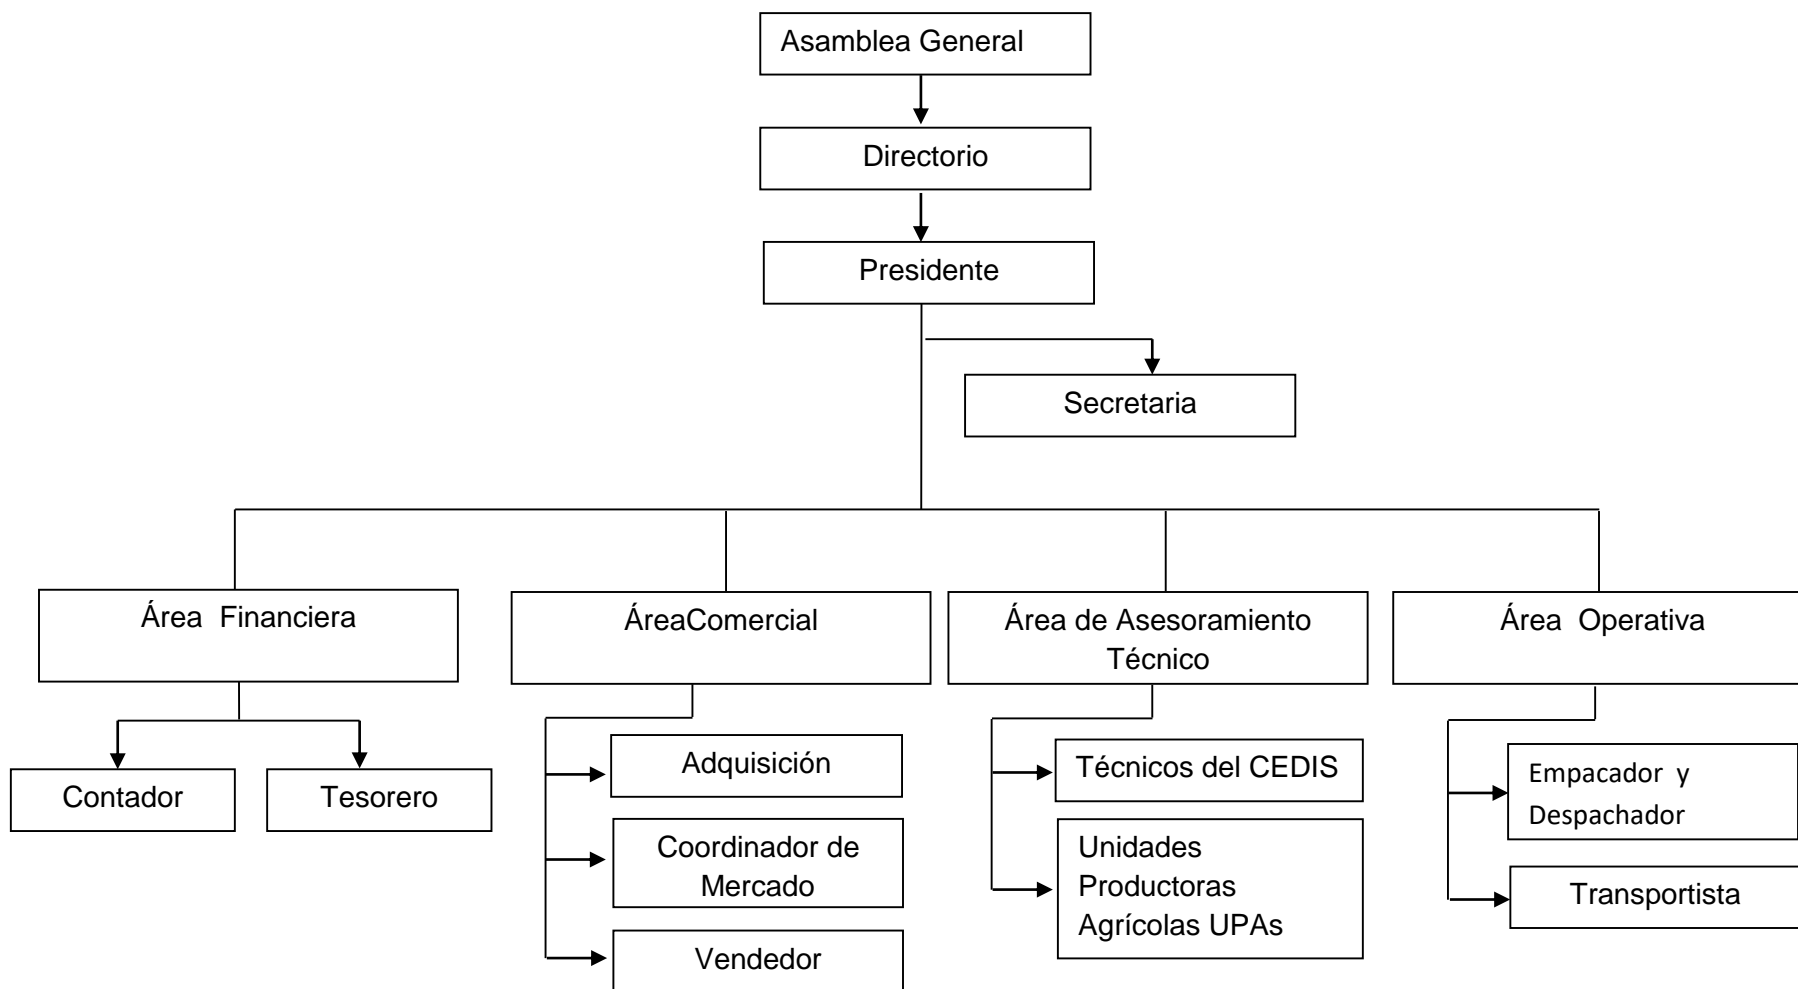 Asamblea General
Directorio
Presidente
Secretaria
Área  Financiera
ÁreaComercial
Área de Asesoramiento
Técnico
Área  Operativa
Contador
Tesorero
Adquisición
Coordinador de
Mercado
Vendedor
Técnicos del CEDIS
Unidades
Productoras
Agrícolas UPAs
Empacador  y
Despachador
Transportista